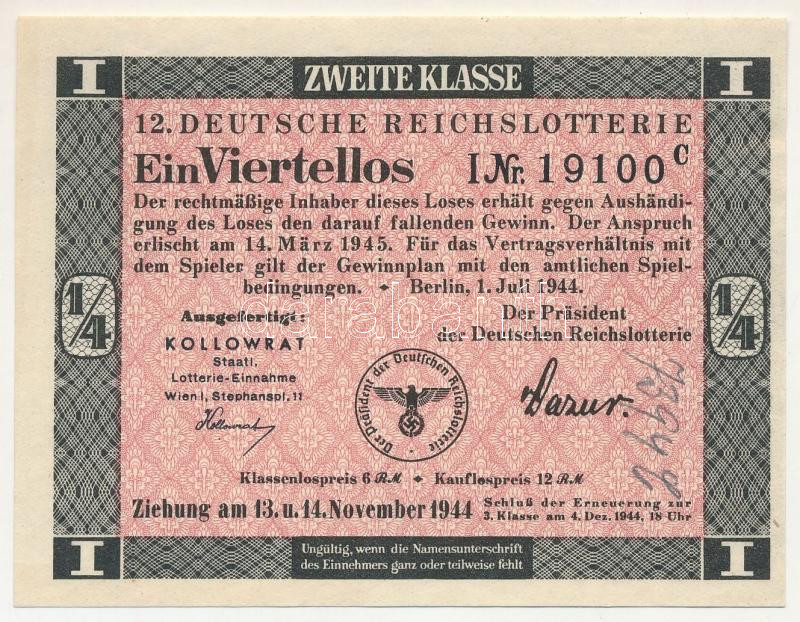 I ZWEITE KLASSE I
12. DEUTSCHE REICHSLOTTERIE
Ein Viertellos I Nr. 19100 C
Der rechtmäßige Inhaber dieses Loses erhält gegen Aushändi-
gung des Loses den darauf fallenden Gewinn. Der Anspruch
erlischt am 14. März 1945. Für das Vertragsverhältnis mit
dem Spieler gilt der Gewinnplan mit den amtlichen Spiel-
bedingungen. Berlin, 1. Juli 1944.
1/4
1/4
Ausgefertigt:
KOLLOWRAT
Staatl.
Lotterie-Einnahme
Wien I, Stephanspl. 11
Kollowrat
Der Präsident
der Deutschen Reichslotterie
Der Präsident der Deutschen Reichslotterie
darabanth
Klassenlospreis 6 RM Kauflospreis 12 RM
Ziehung am 13. u. 14. November 1944
Schluß der Erneuerung zur
3. Klasse am 4. Dez. 1944, 18 Uhr
I Ungültig, wenn die Namensunterschrift I
des Einnehmers ganz oder teilweise fehlt